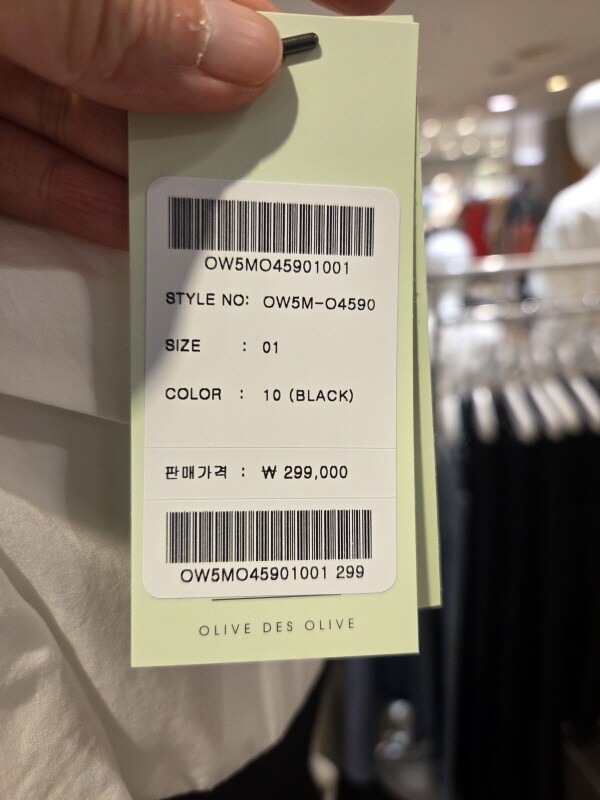 OW5MO45901001
STYLE NO: OW5M-O4590
SIZE : 01
COLOR : 10 (BLACK)
판매가격 : ₩ 299,000
OW5MO45901001 299
OLIVE DES OLIVE